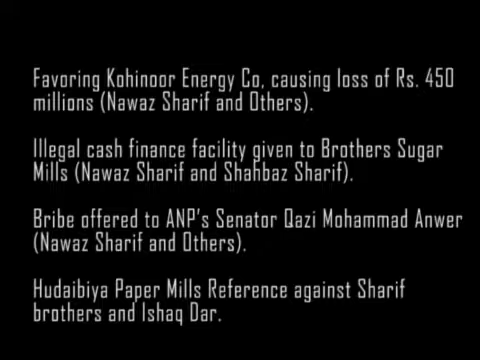 Favoring Kohinoor Energy Co, causing loss of Rs. 450
millions (Nawaz Sharif and Others).
Illegal cash finance facility given to Brothers Sugar
Mills (Nawaz Sharif and Shahbaz Sharif).
Bribe offered to ANP's Senator Qazi Mohammad Anwer
(Nawaz Sharif and Others).
Hudaibiya Paper Mills Reference against Sharif
brothers and Ishaq Dar.